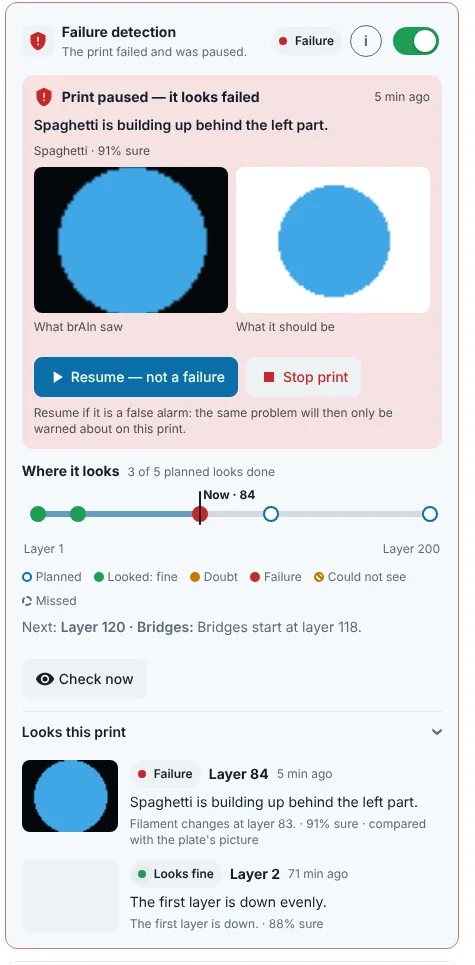 Failure detection
The print failed and was paused.
Failure
i
Print paused — it looks failed
5 min ago
Spaghetti is building up behind the left part.
Spaghetti · 91% sure
What brAIn saw
What it should be
Resume — not a failure
Stop print
Resume if it is a false alarm: the same problem will then only be
warned about on this print.
Where it looks 3 of 5 planned looks done
Now · 84
Layer 1
Layer 200
Planned
Looked: fine
Doubt
Failure
Could not see
Missed
Next: Layer 120 · Bridges: Bridges start at layer 118.
Check now
Looks this print
Failure
Layer 84
5 min ago
Spaghetti is building up behind the left part.
Filament changes at layer 83. · 91% sure · compared
with the plate's picture
Looks fine
Layer 2
71 min ago
The first layer is down evenly.
The first layer is down. · 88% sure